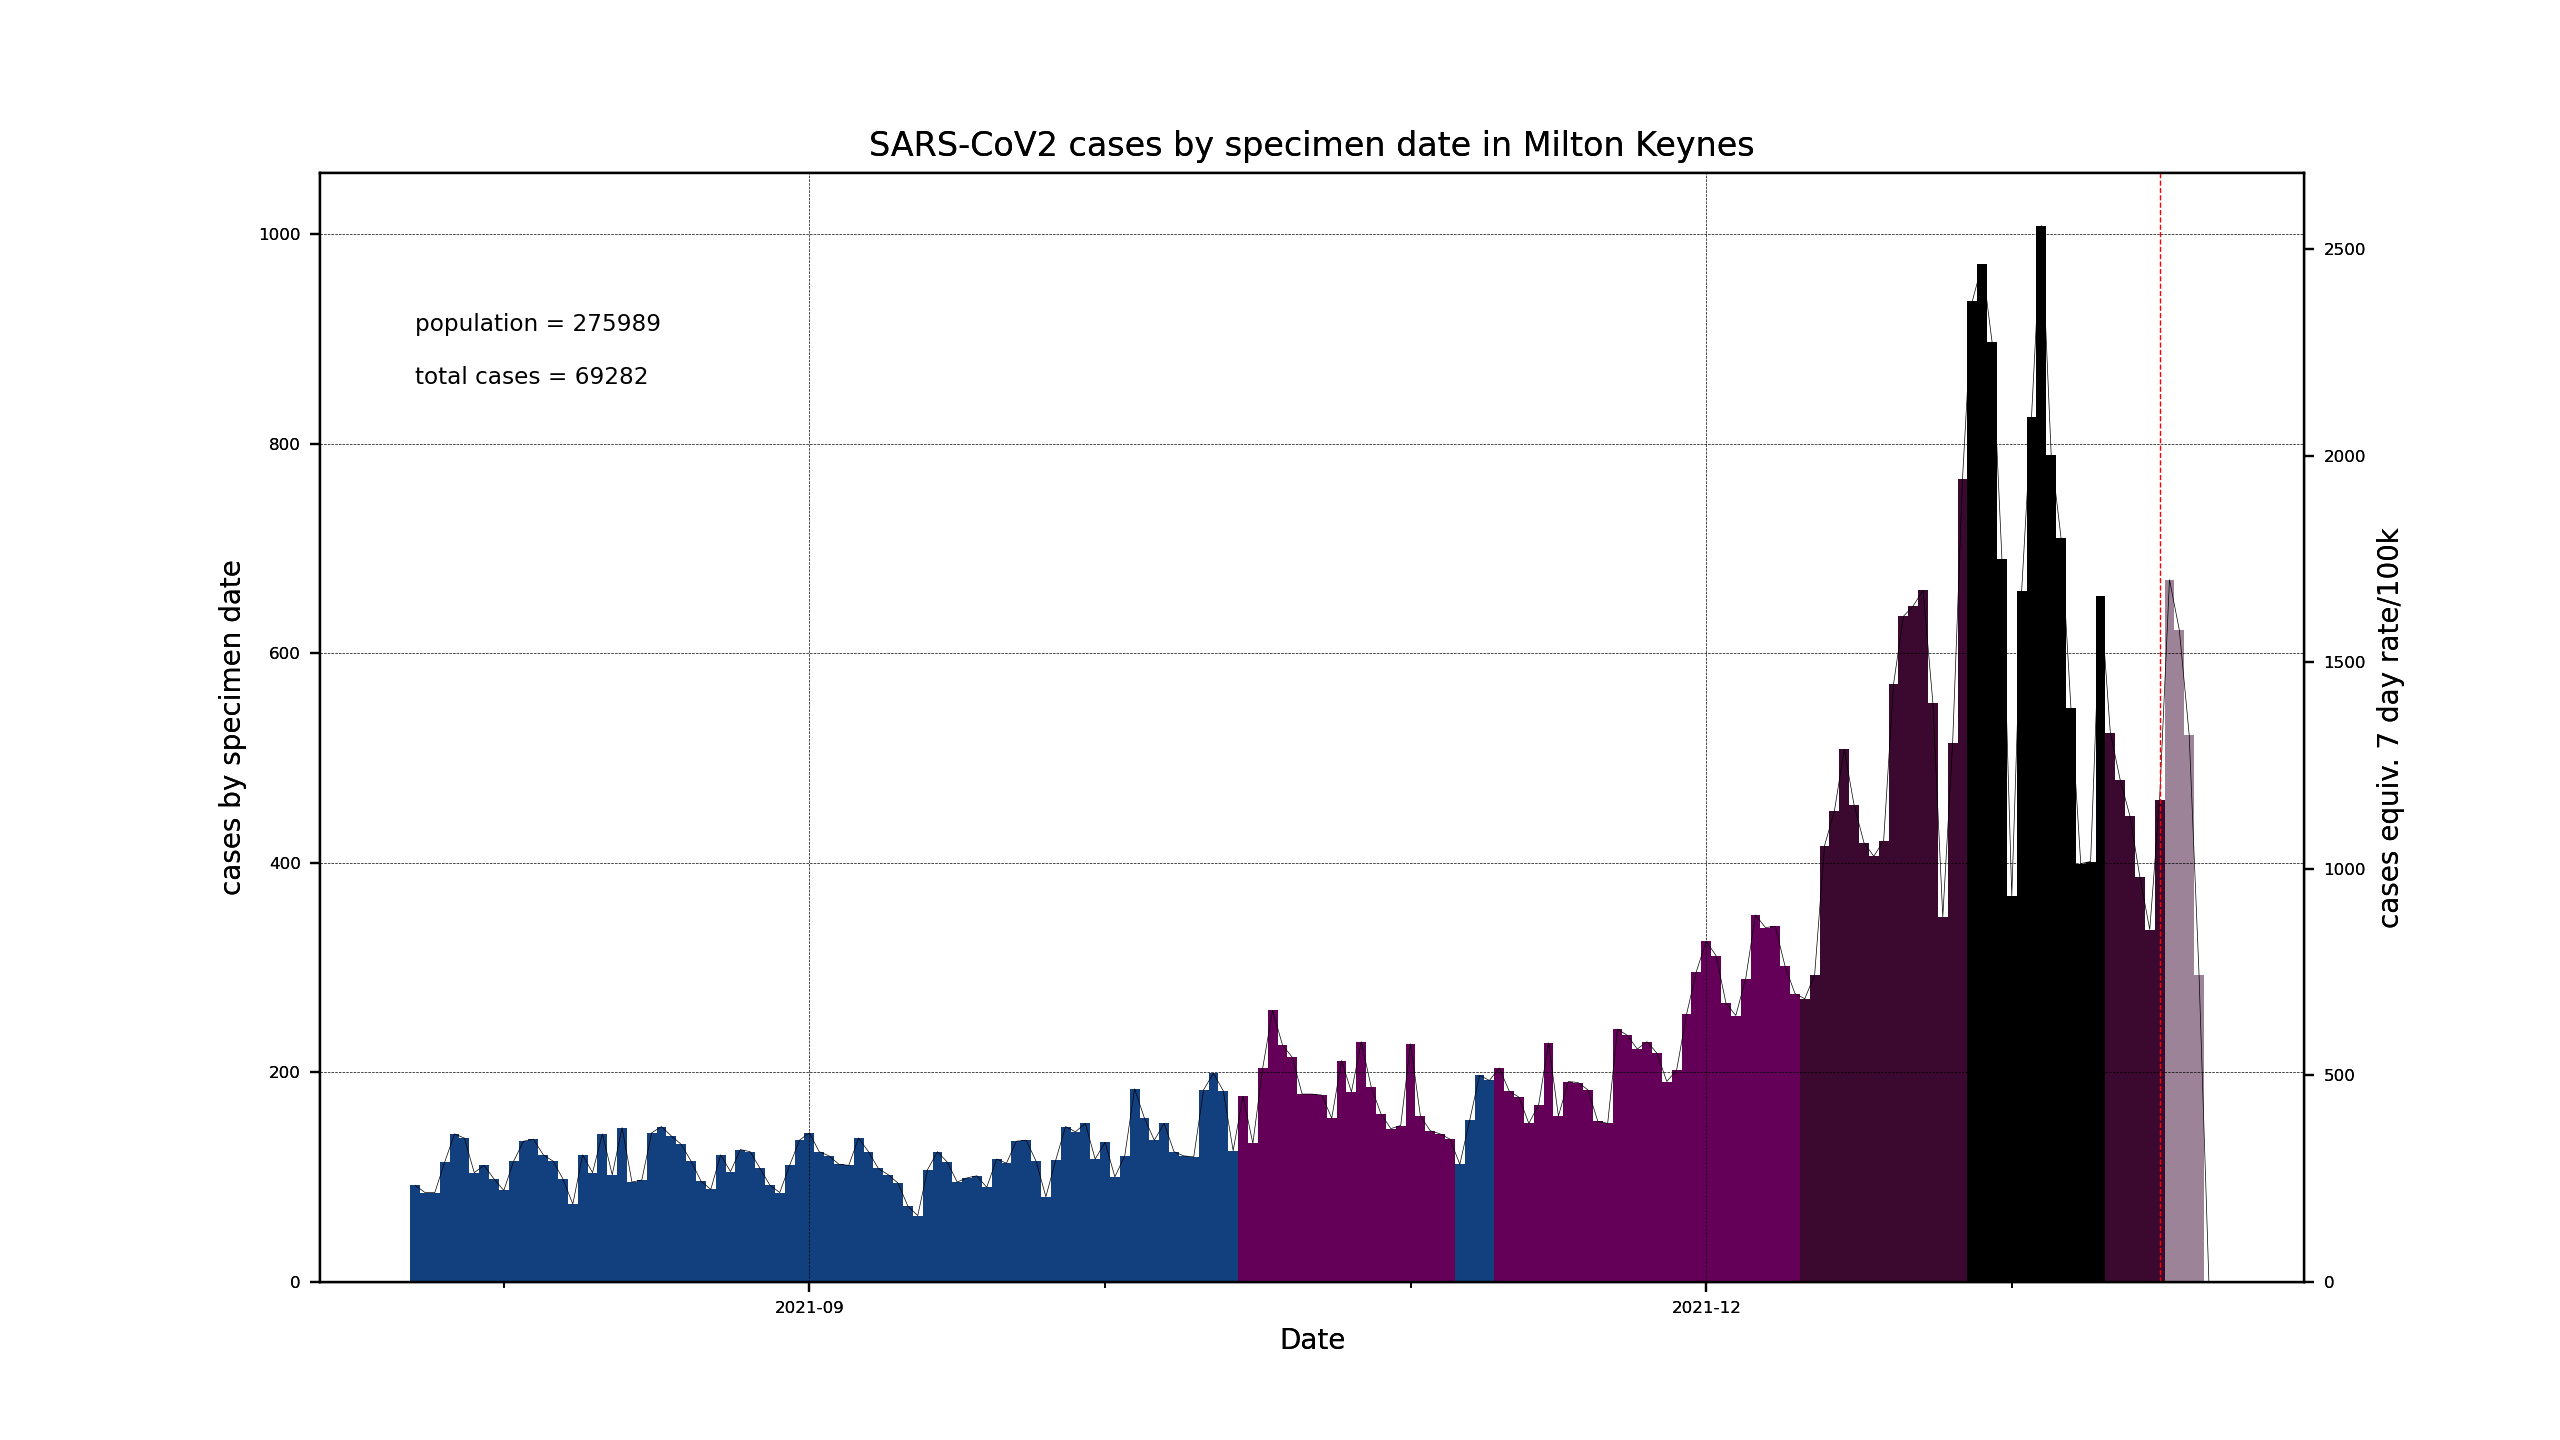 SARS-CoV2 cases by specimen date in Milton Keynes
1000
800
600
400
200
0
cases by specimen date
population = 275989
total cases = 69282
2500
2000
1500
1000
500
0
cases equiv. 7 day rate/100k
2021-09
2021-12
Date